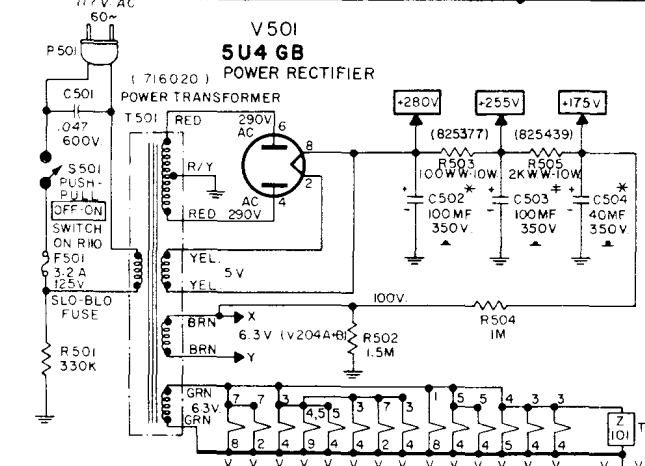 117V. AC
60~
P501
V501
5U4 GB
POWER RECTIFIER
(716020)
POWER TRANSFORMER
T501
C501
.047
600V.
S501
PUSH-
PULL
OFF-ON
SWITCH
ON R110
F501
3.2 A
125V
SLO-BLO
FUSE
R501
330K
RED
290V
AC
6
R/Y
8
2
AC
4
RED 290V
YEL.
5V
YEL.
BRN
X
6.3V (V204A+B)
BRN
Y
R502
1.5M
100V.
R504
1M
+280V
+255V
+175V
(825377)
(825439)
R503
100WW-10W
R505
2KWW-10W
+ C502
100MF
350V.
+ C503 ‡
100MF
350V
+ C504 *
40MF
350V.
GRN
6.3V.
GRN
7 7 3 4,5 5 3 7 3 1 5 5 4 3 3
8 2 4 9 4 4 2 4 8 4 4 5 4 4
Z
101
T
V V V V V V V V V V V V V V V V